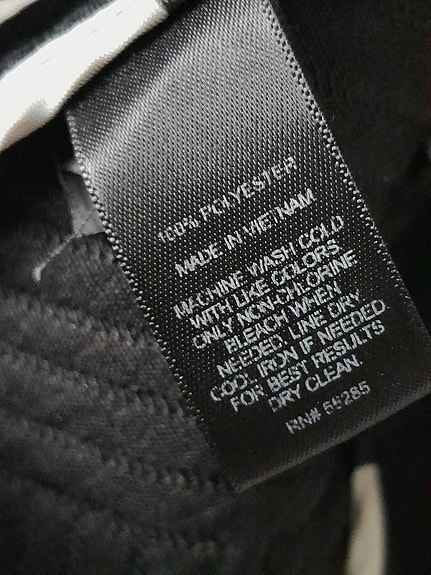 100% POLYESTER
MADE IN VIETNAM
MACHINE WASH COLD
WITH LIKE COLORS.
ONLY NON-CHLORINE
BLEACH WHEN
NEEDED. LINE DRY.
COOL IRON IF NEEDED.
FOR BEST RESULTS
DRY CLEAN.
RN# 59285